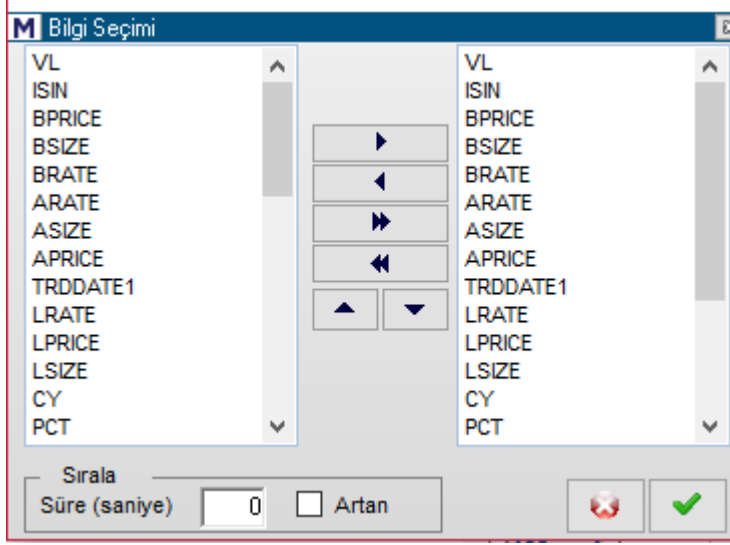 M Bilgi Seçimi
VL
ISIN
BPRICE
BSIZE
BRATE
ARATE
ASIZE
APRICE
TRDDATE1
LRATE
LPRICE
LSIZE
CY
PCT
VL
ISIN
BPRICE
BSIZE
BRATE
ARATE
ASIZE
APRICE
TRDDATE1
LRATE
LPRICE
LSIZE
CY
PCT
Sırala
Süre (saniye) 0 Artan